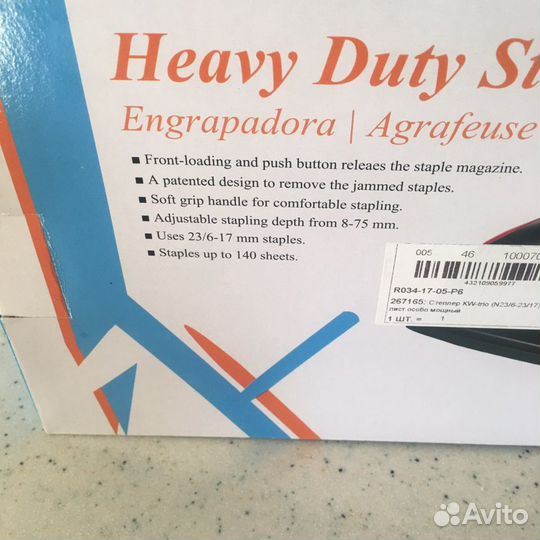 Heavy Duty St
Engrapadora | Agrafeuse
▪ Front-loading and push button releaes the staple magazine.
▪ A patented design to remove the jammed staples.
▪ Soft grip handle for comfortable stapling.
▪ Adjustable stapling depth from 8-75 mm.
▪ Uses 23/6-17 mm staples.
▪ Staples up to 140 sheets.
005 46 100070
432109059977
R034-17-05-P6
267165: Степлер KW-trio (N23/6-23/17)
лист.особо мощный
1 ШТ. = 1
Avito